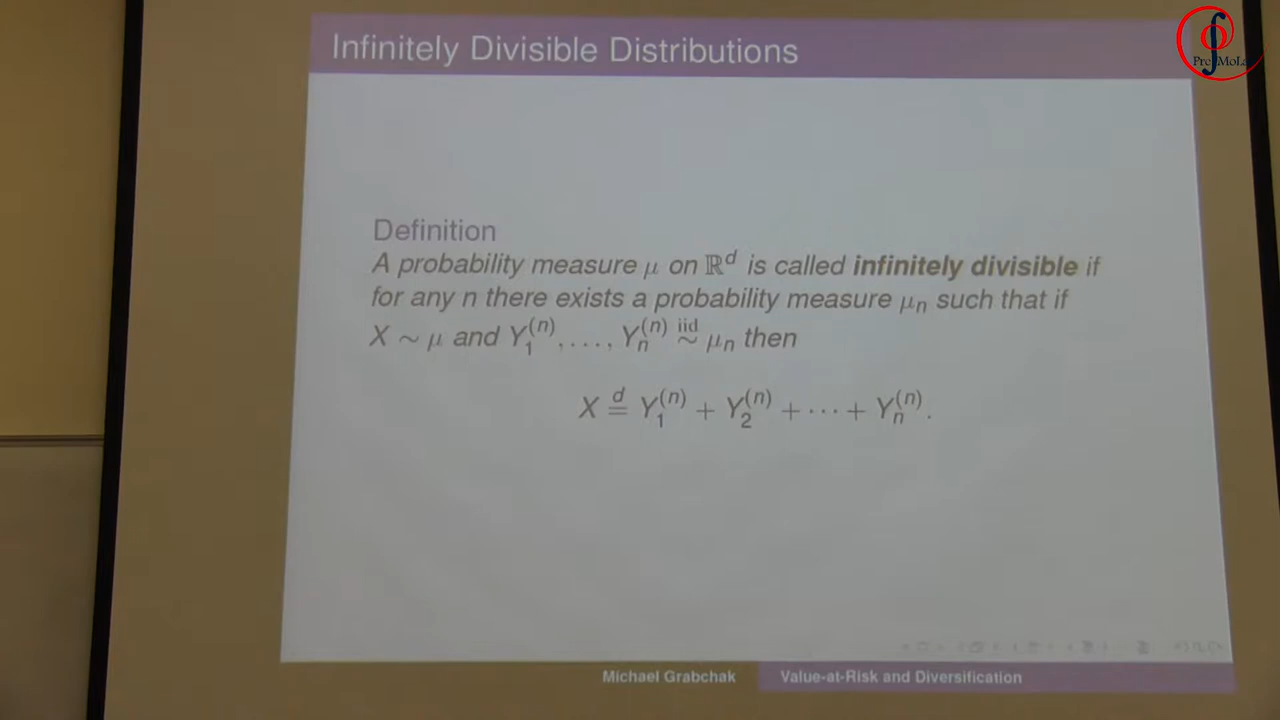 Infinitely Divisible Distributions
Definition
A probability measure μ on ℝ^d is called infinitely divisible if
for any n there exists a probability measure μ_n such that if
X ∼ μ and Y_1^(n), …, Y_n^(n) iid∼ μ_n then
X d= Y_1^(n) + Y_2^(n) + ⋯ + Y_n^(n).
Michael Grabchak
Value-at-Risk and Diversification